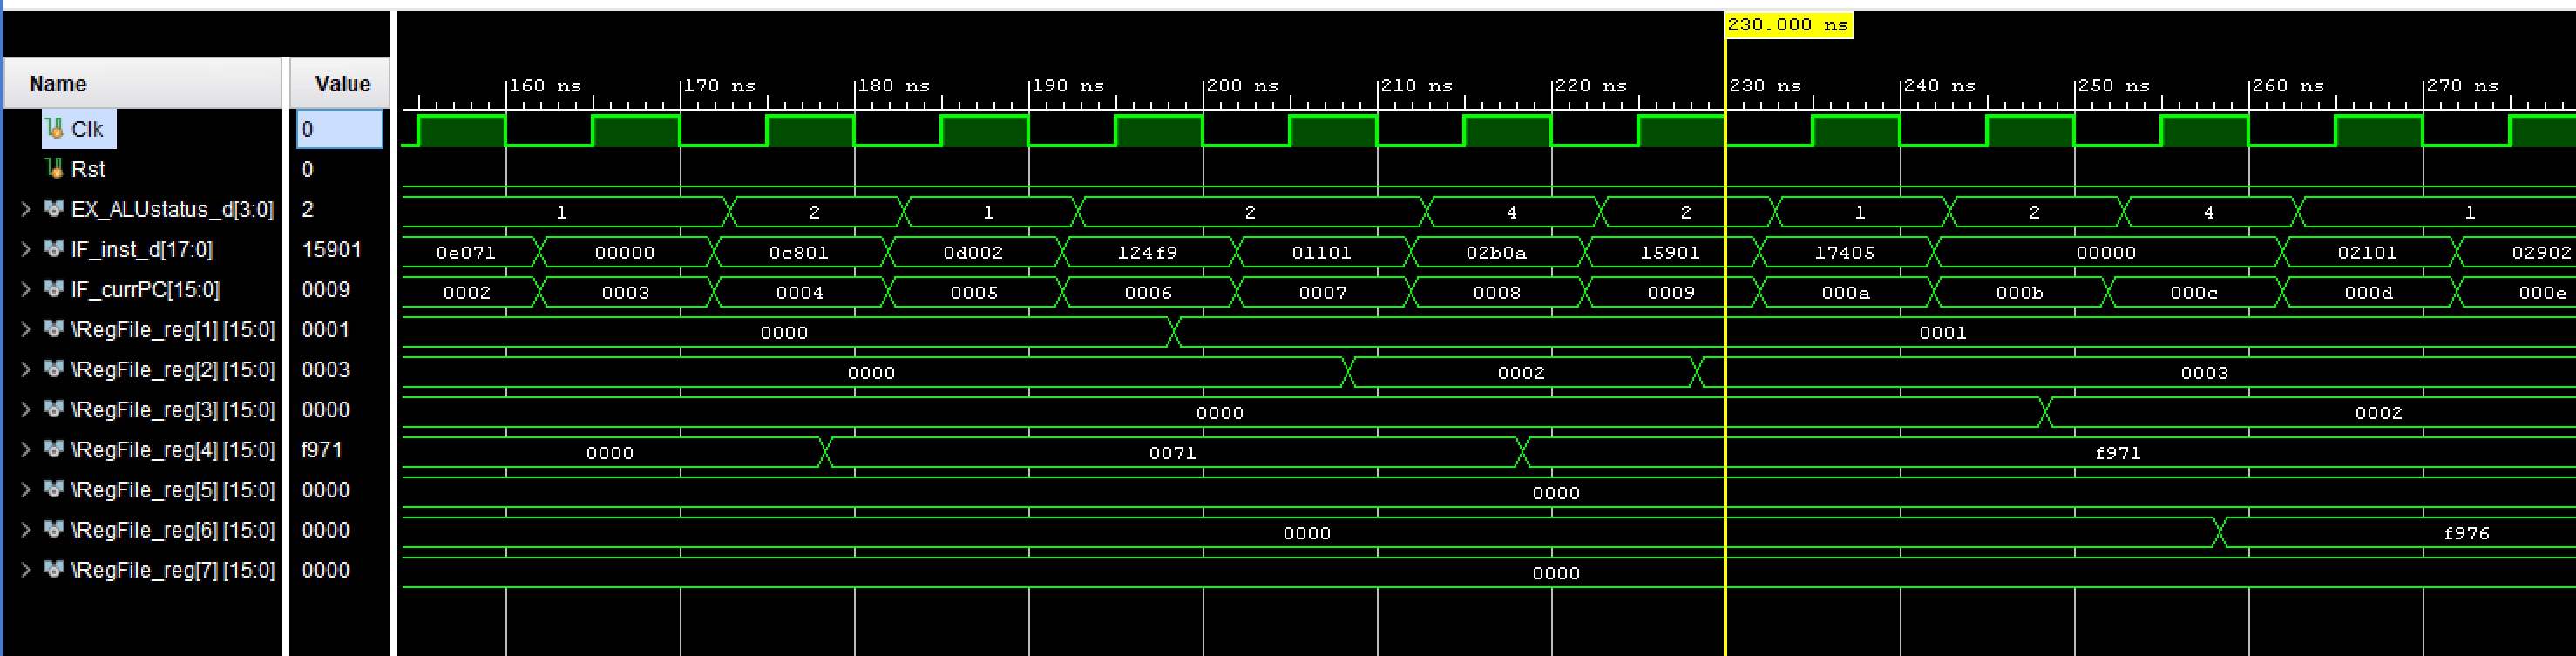 230.000 ns
Name Value
160 ns 170 ns 180 ns 190 ns 200 ns 210 ns 220 ns 230 ns 240 ns 250 ns 260 ns 270 ns
Clk 0
Rst 0
EX_ALUstatus_d[3:0] 2 1 2 1 2 4 2 1 2 4 1
IF_inst_d[17:0] 15901 0e071 00000 0c801 0d002 124f9 01101 02b0a 15901 17405 00000 02101 02902
IF_currPC[15:0] 0009 0002 0003 0004 0005 0006 0007 0008 0009 000a 000b 000c 000d 000e
\RegFile_reg[1] [15:0] 0001 0000 0001
\RegFile_reg[2] [15:0] 0003 0000 0002 0003
\RegFile_reg[3] [15:0] 0000 0000 0002
\RegFile_reg[4] [15:0] f971 0000 0071 f971
\RegFile_reg[5] [15:0] 0000 0000
\RegFile_reg[6] [15:0] 0000 0000 f976
\RegFile_reg[7] [15:0] 0000 0000